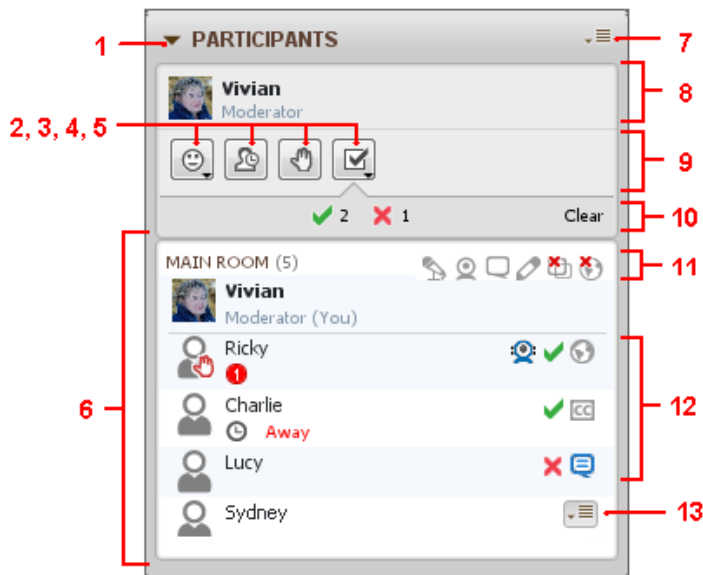 1 PARTICIPANTS 7
Vivian
Moderator
8
2, 3, 4, 5
9
2 1 Clear 10
MAIN ROOM (5) 11
Vivian
Moderator (You)
Ricky
1
6 Charlie CC 12
Away
Lucy
Sydney 13